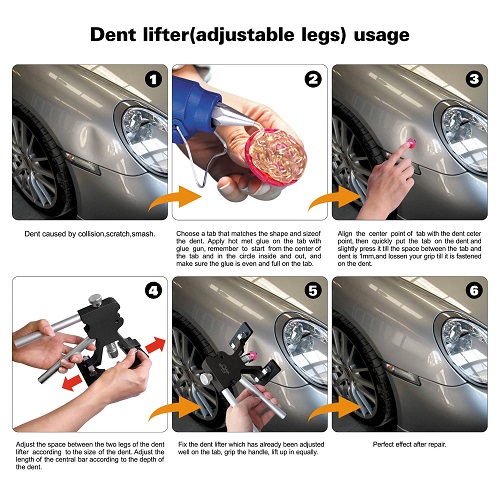 Dent lifter(adjustable legs) usage
1
2
3
Dent caused by collision,scratch,smash.
Choose a tab that matches the shape and sizeof
the dent. Apply hot met glue on the tab with
glue gun, remember to start from the center of
the tab and in the circle inside and out, and
make sure the glue is even and full on the tab.
Align the center point of tab with the dent ceter
point, then quickly put the tab on the dent and
slightly press it till the space between the tab and
dent is 1mm,and lossen your grip till it is fastened
on the dent.
4
5
6
Adjust the space between the two legs of the dent
lifter according to the size of the dent. Adjust the
length of the central bar according to the depth of
the dent.
Fix the dent lifter which has already been adjusted
well on the tab, grip the handle, lift up in equally.
Perfect effect after repair.